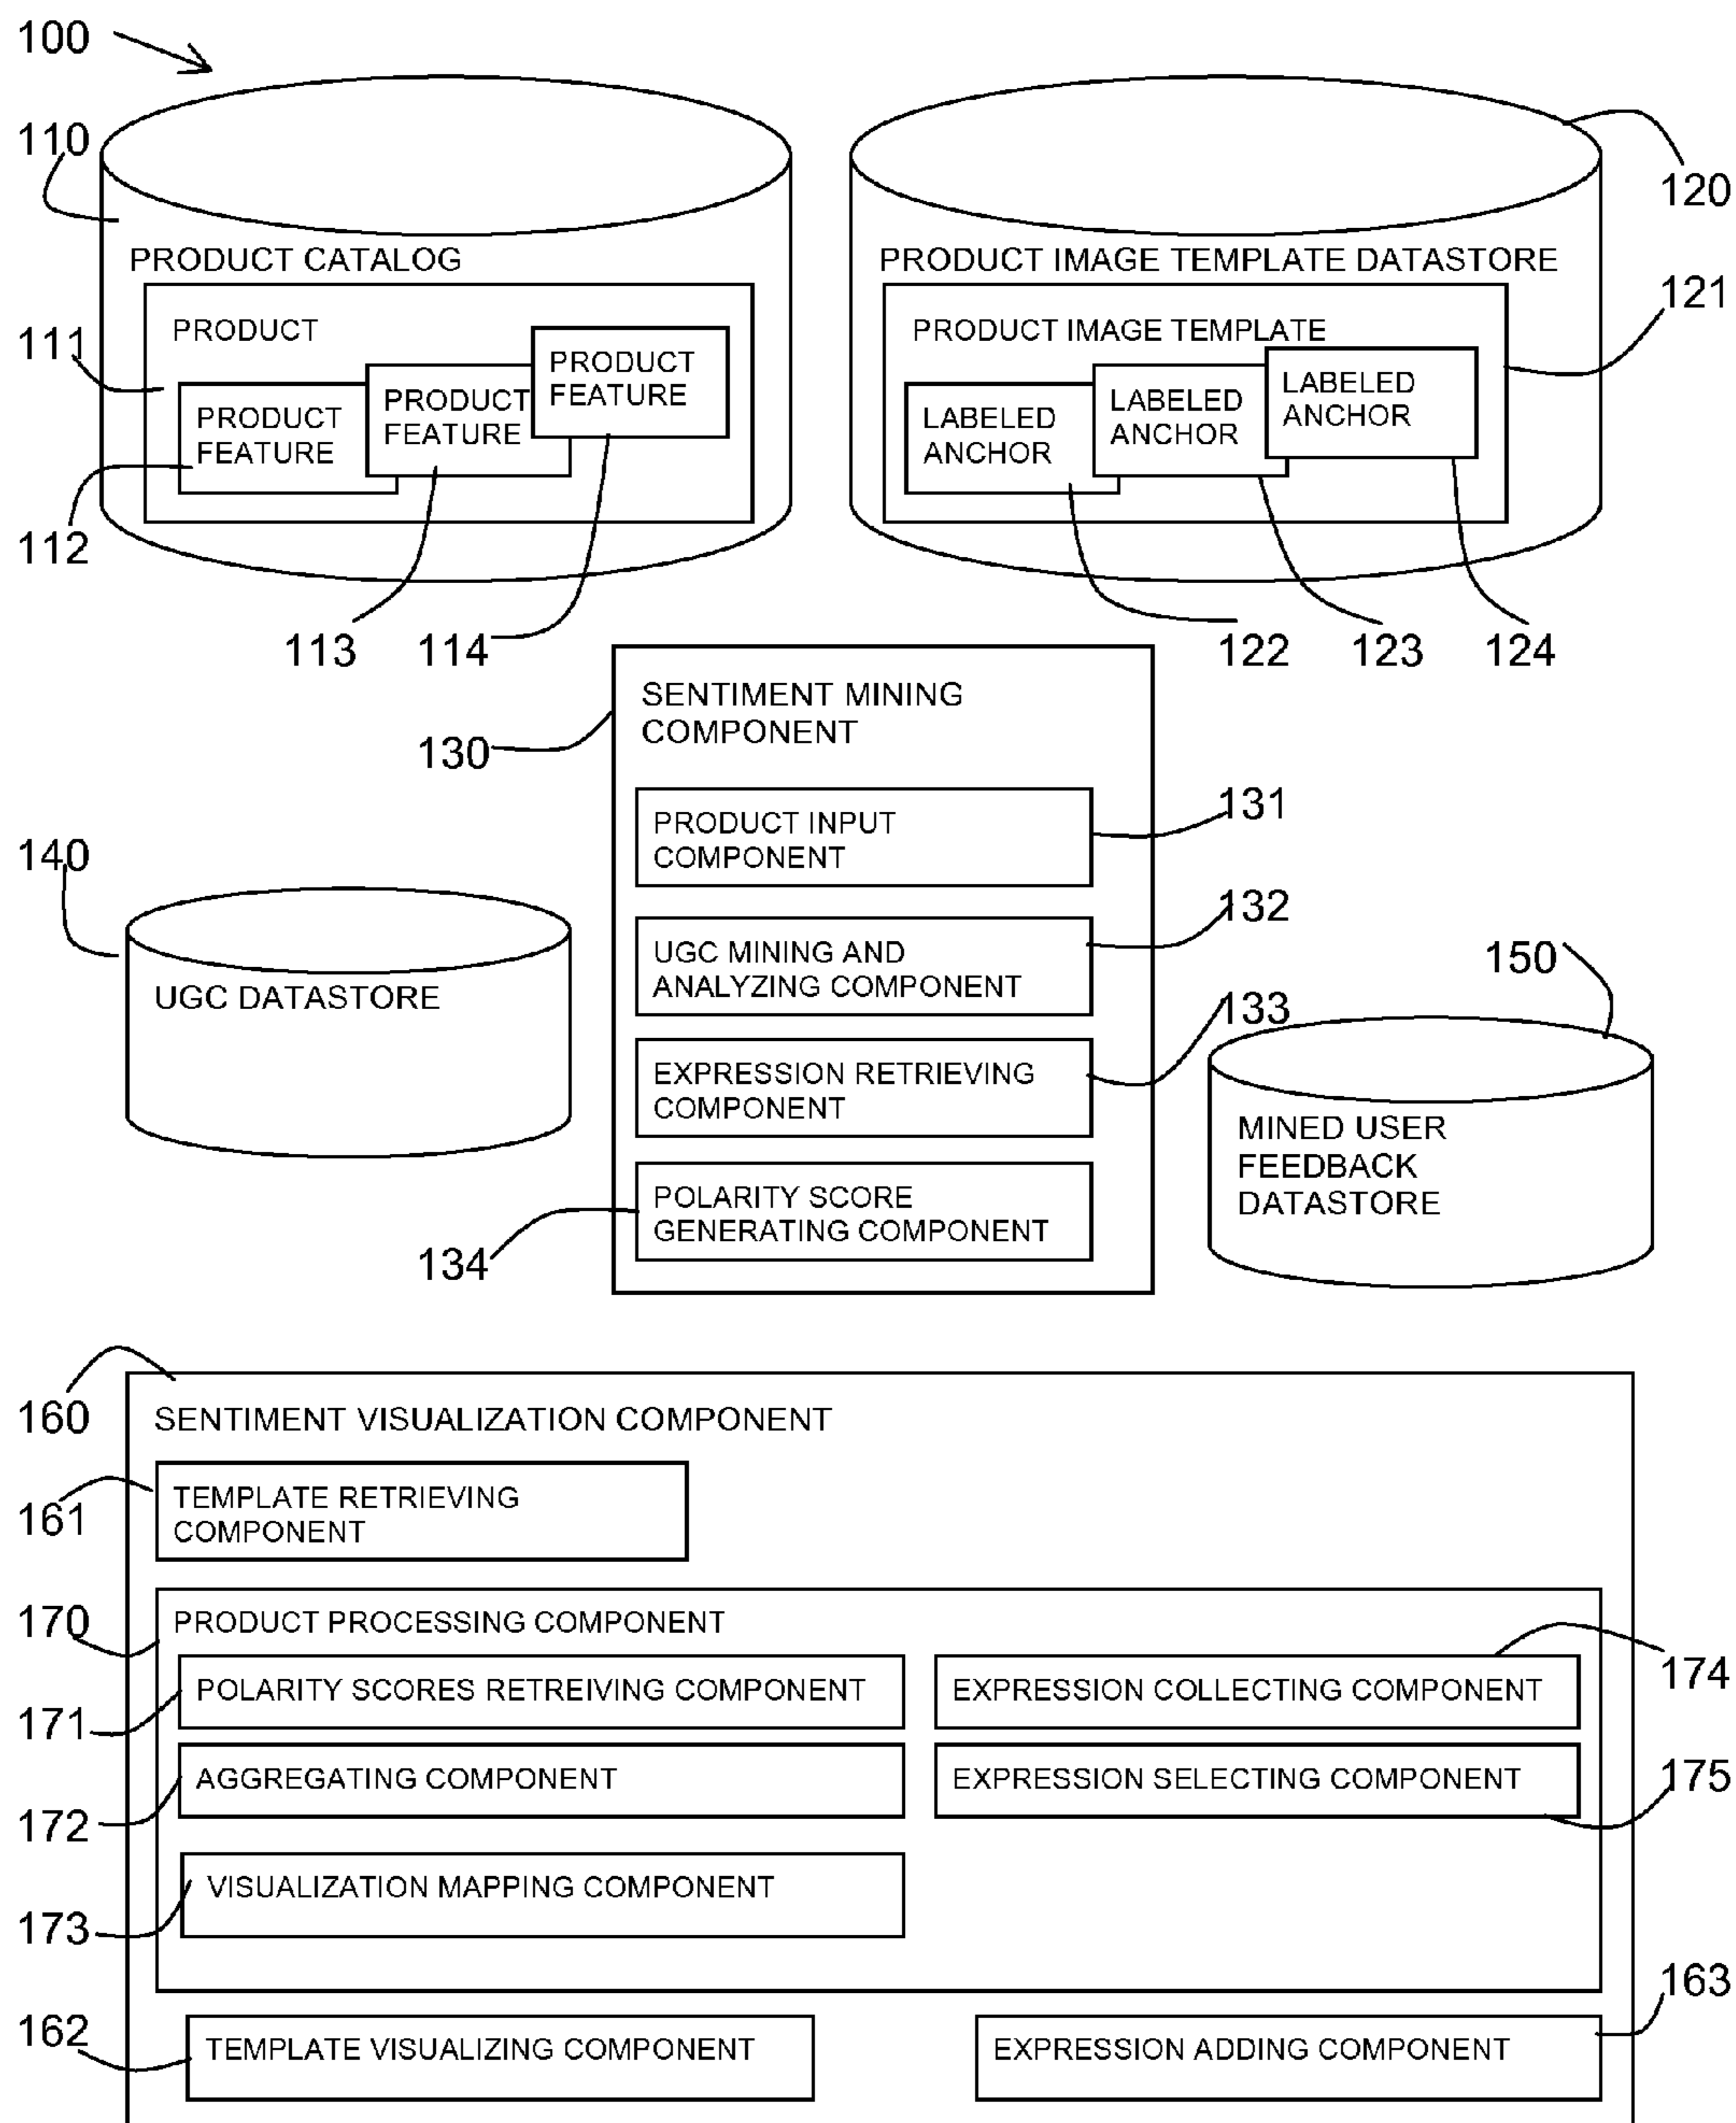 100
110
120
PRODUCT CATALOG
PRODUCT IMAGE TEMPLATE DATASTORE
121
111
PRODUCT
PRODUCT IMAGE TEMPLATE
PRODUCT
FEATURE
PRODUCT
FEATURE
PRODUCT
FEATURE
LABELED
ANCHOR
LABELED
ANCHOR
LABELED
ANCHOR
112
113
114
122
123
124
SENTIMENT MINING
COMPONENT
130
PRODUCT INPUT
COMPONENT
131
140
UGC DATASTORE
UGC MINING AND
ANALYZING COMPONENT
132
150
EXPRESSION RETRIEVING
COMPONENT
133
MINED USER
FEEDBACK
DATASTORE
POLARITY SCORE
GENERATING COMPONENT
134
160
SENTIMENT VISUALIZATION COMPONENT
161
TEMPLATE RETRIEVING
COMPONENT
170
PRODUCT PROCESSING COMPONENT
POLARITY SCORES RETREIVING COMPONENT
EXPRESSION COLLECTING COMPONENT
174
171
AGGREGATING COMPONENT
EXPRESSION SELECTING COMPONENT
175
172
VISUALIZATION MAPPING COMPONENT
173
163
162
TEMPLATE VISUALIZING COMPONENT
EXPRESSION ADDING COMPONENT